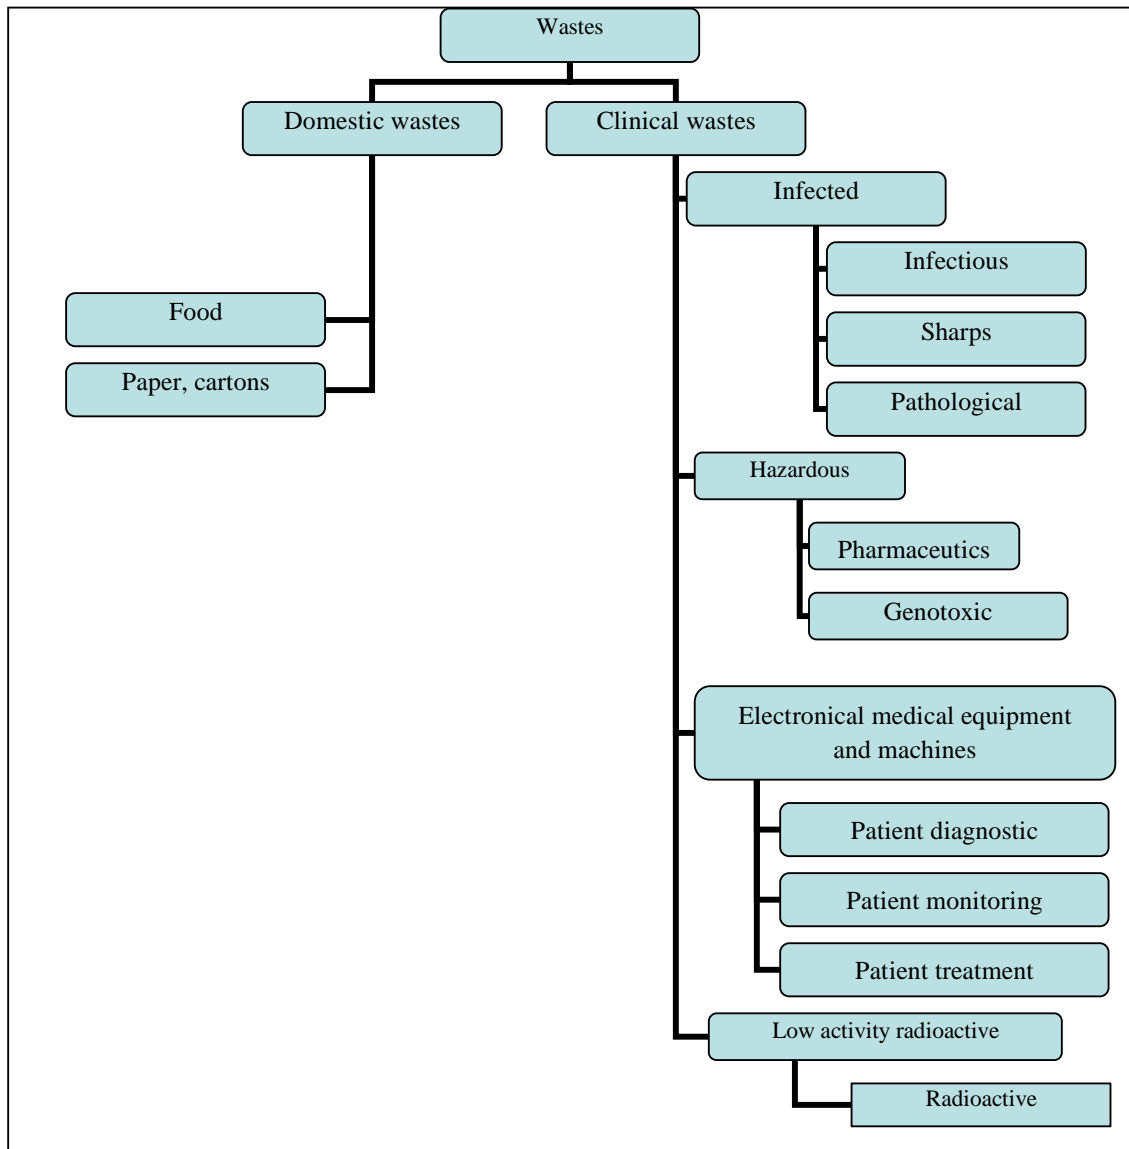 Wastes
Domestic wastes
Clinical wastes
Infected
Infectious
Food
Sharps
Paper, cartons
Pathological
Hazardous
Pharmaceutics
Genotoxic
Electronical medical equipment
and machines
Patient diagnostic
Patient monitoring
Patient treatment
Low activity radioactive
Radioactive